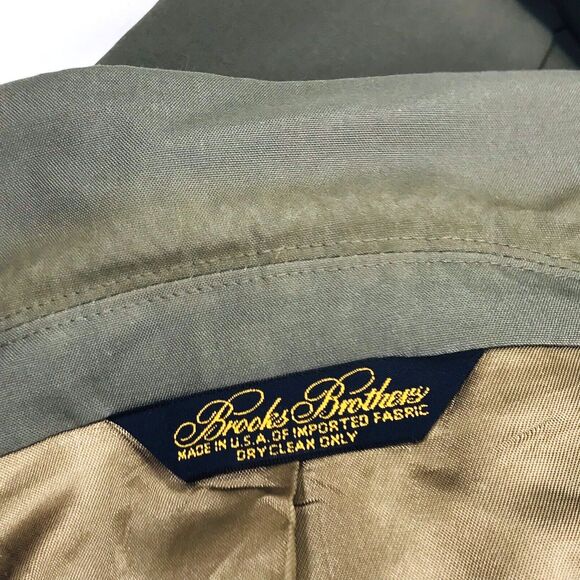 Brooks Brothers
MADE IN U.S.A. OF IMPORTED FABRIC
DRY CLEAN ONLY